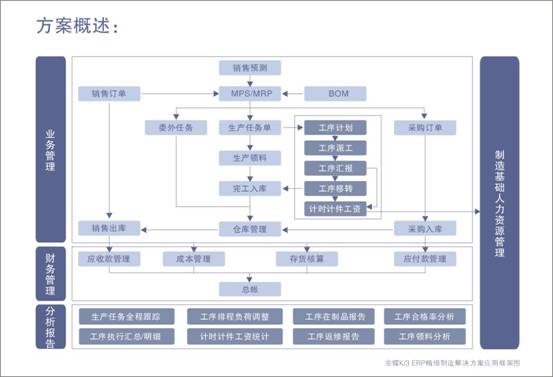 方案概述：
销售预测
销售订单
MPS/MRP
BOM
委外任务
生产任务单
工序计划
采购订单
工序派工
生产领料
工序汇报
完工入库
工序移转
计时计件工资
销售出库
仓库管理
采购入库
业务管理
制造基础人力资源管理
应收款管理
成本管理
存货核算
应付款管理
总帐
财务管理
生产任务全程跟踪
工序排程负荷调整
工序在制品报告
工序合格率分析
工序执行汇总/明细
计时计件工资统计
工序返修报告
工序领料分析
分析报告
金蝶K/3 ERP精细制造解决方案应用框架图